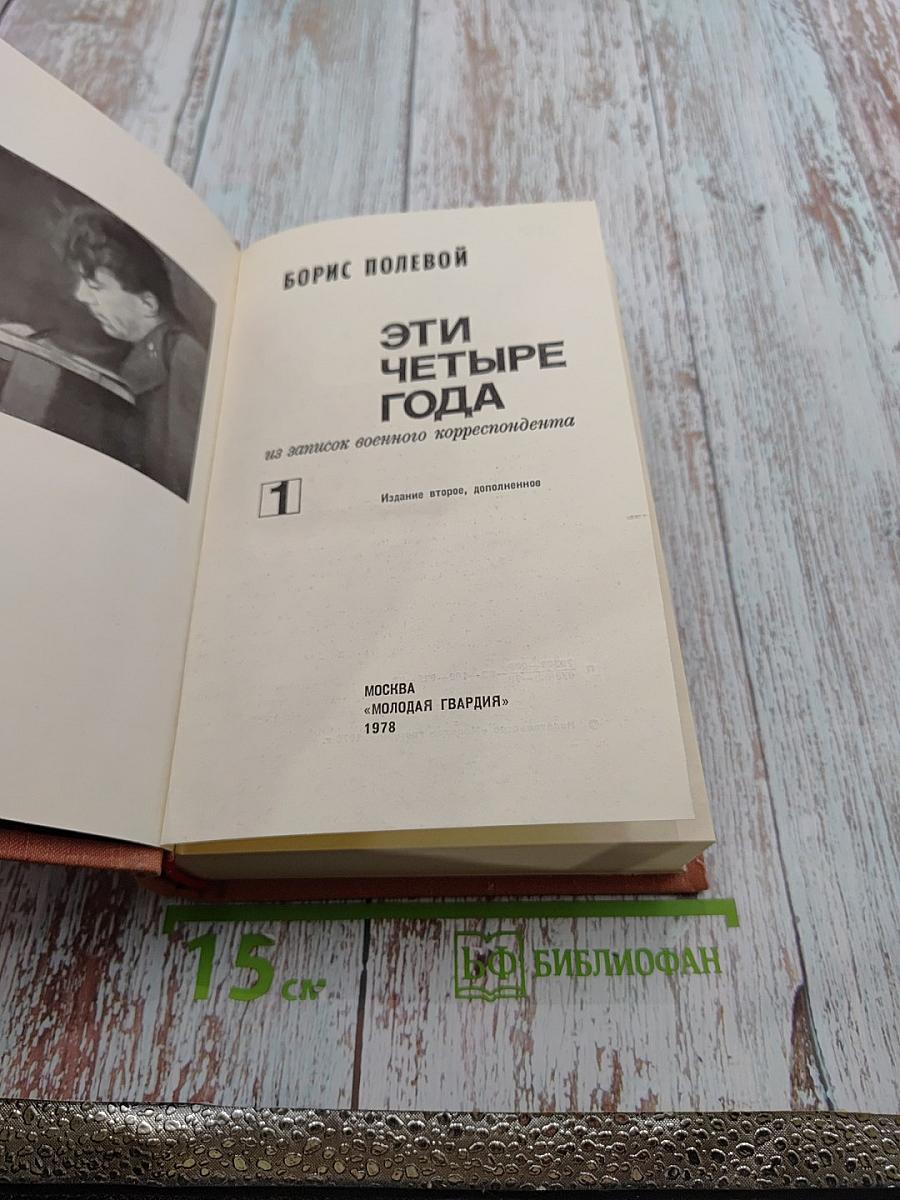 БОРИС ПОЛЕВОЙ
ЭТИ
ЧЕТЫРЕ
ГОДА
из записок военного корреспондента
1
Издание второе, дополненное
МОСКВА
«МОЛОДАЯ ГВАРДИЯ»
1978
15 см
БФ БИБЛИОФАН